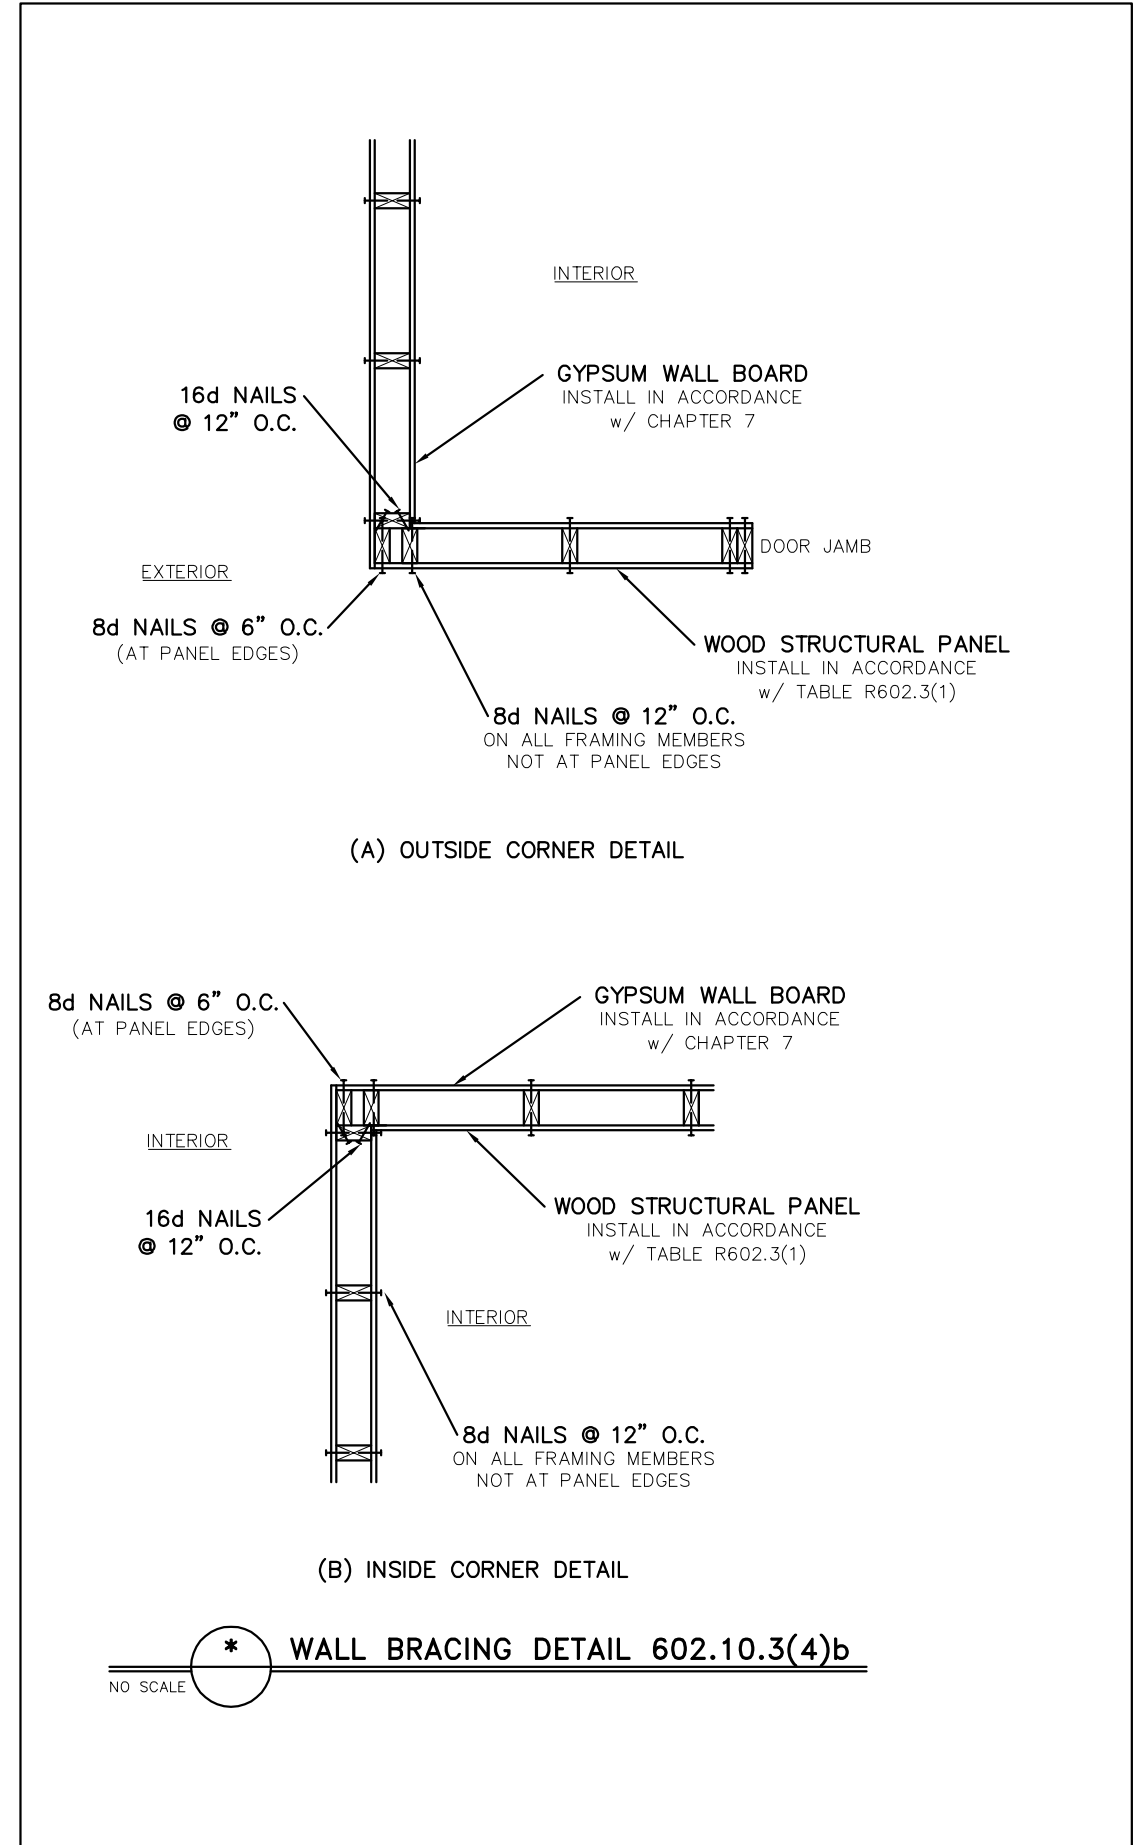 INTERIOR
GYPSUM WALL BOARD
INSTALL IN ACCORDANCE
w/ CHAPTER 7
16d NAILS
@ 12" O.C.
DOOR JAMB
EXTERIOR
8d NAILS @ 6" O.C.
(AT PANEL EDGES)
WOOD STRUCTURAL PANEL
INSTALL IN ACCORDANCE
w/ TABLE R602.3(1)
8d NAILS @ 12" O.C.
ON ALL FRAMING MEMBERS
NOT AT PANEL EDGES
(A) OUTSIDE CORNER DETAIL
8d NAILS @ 6" O.C.
(AT PANEL EDGES)
GYPSUM WALL BOARD
INSTALL IN ACCORDANCE
w/ CHAPTER 7
INTERIOR
16d NAILS
@ 12" O.C.
WOOD STRUCTURAL PANEL
INSTALL IN ACCORDANCE
w/ TABLE R602.3(1)
INTERIOR
8d NAILS @ 12" O.C.
ON ALL FRAMING MEMBERS
NOT AT PANEL EDGES
(B) INSIDE CORNER DETAIL
* WALL BRACING DETAIL 602.10.3(4)b
NO SCALE